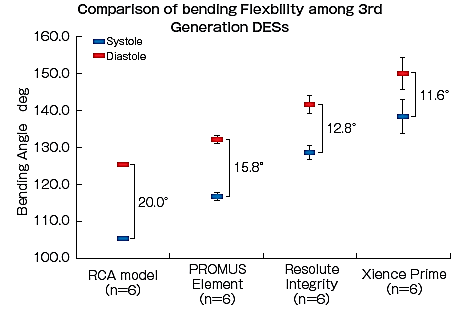 Comparison of bending Flexbility among 3rd
Generation DESs
Systole
Diastole
Bending Angle deg
160.0
150.0
140.0
130.0
120.0
110.0
100.0
20.0°
15.8°
12.8°
11.6°
RCA model
(n=6)
PROMUS
Element
(n=6)
Resolute
Integrity
(n=6)
Xience Prime
(n=6)